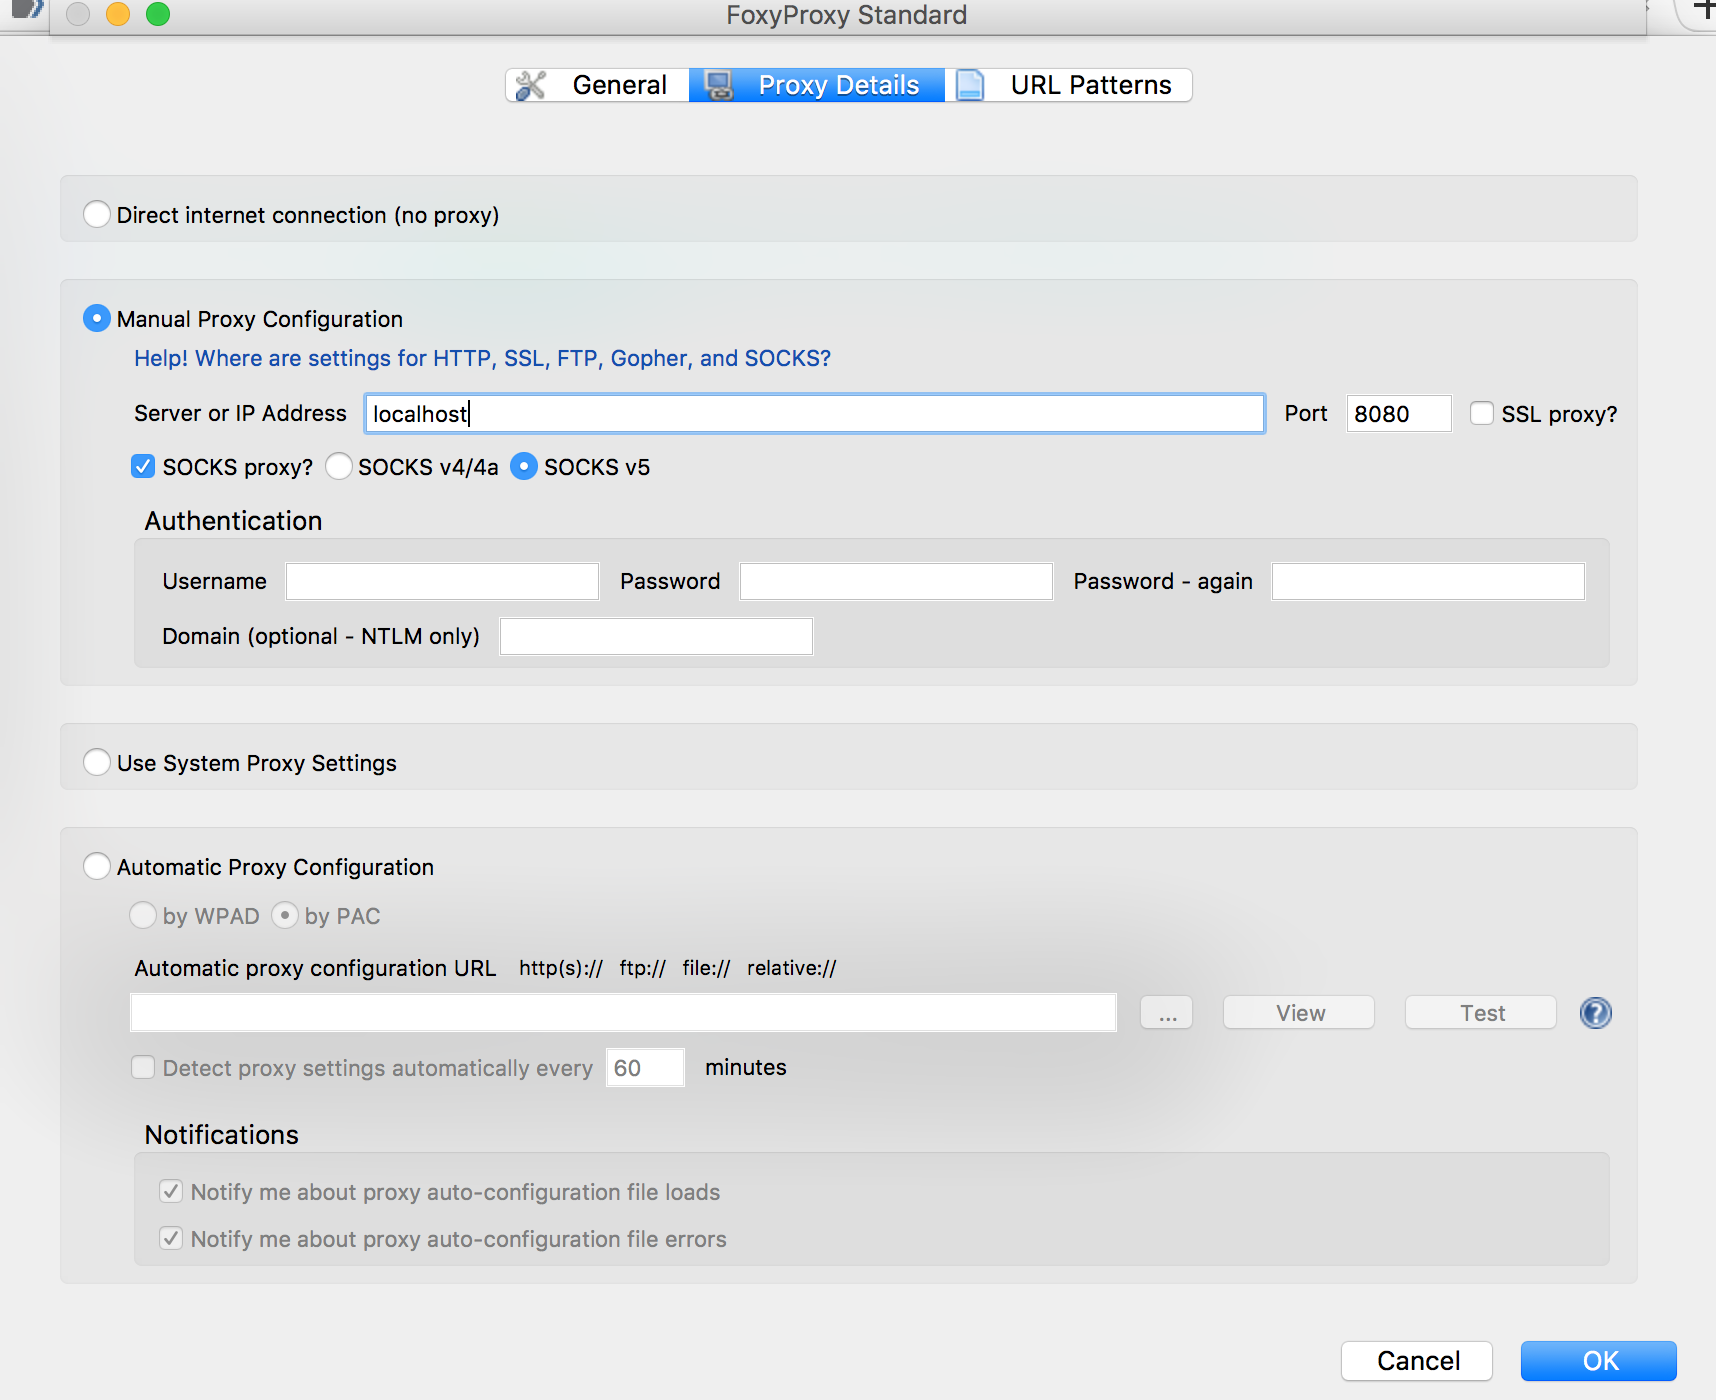 FoxyProxy Standard
General Proxy Details URL Patterns
Direct internet connection (no proxy)
Manual Proxy Configuration
Help! Where are settings for HTTP, SSL, FTP, Gopher, and SOCKS?
Server or IP Address localhost Port 8080 SSL proxy?
SOCKS proxy? SOCKS v4/4a SOCKS v5
Authentication
Username Password Password - again
Domain (optional - NTLM only)
Use System Proxy Settings
Automatic Proxy Configuration
by WPAD by PAC
Automatic proxy configuration URL http(s):// ftp:// file:// relative://
... View Test ?
Detect proxy settings automatically every 60 minutes
Notifications
Notify me about proxy auto-configuration file loads
Notify me about proxy auto-configuration file errors
Cancel OK